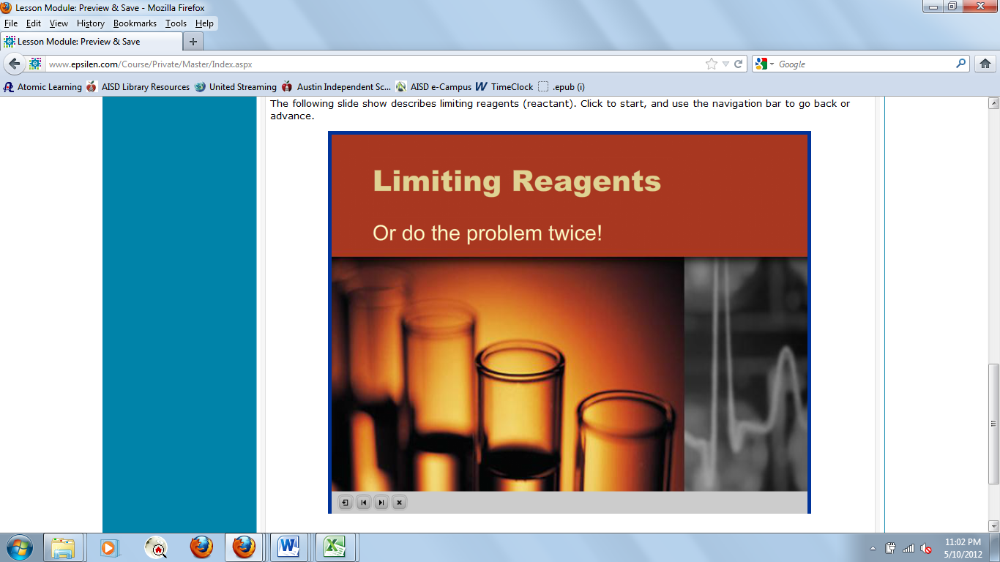 Lesson Module: Preview & Save - Mozilla Firefox
File Edit View History Bookmarks Tools Help
Lesson Module: Preview & Save
www.epsilen.com/Course/Private/Master/Index.aspx
Google
Atomic Learning AISD Library Resources United Streaming Austin Independent Sc... AISD e-Campus TimeClock .epub (i)
The following slide show describes limiting reagents (reactant). Click to start, and use the navigation bar to go back or
advance.
Limiting Reagents
Or do the problem twice!
11:02 PM
5/10/2012